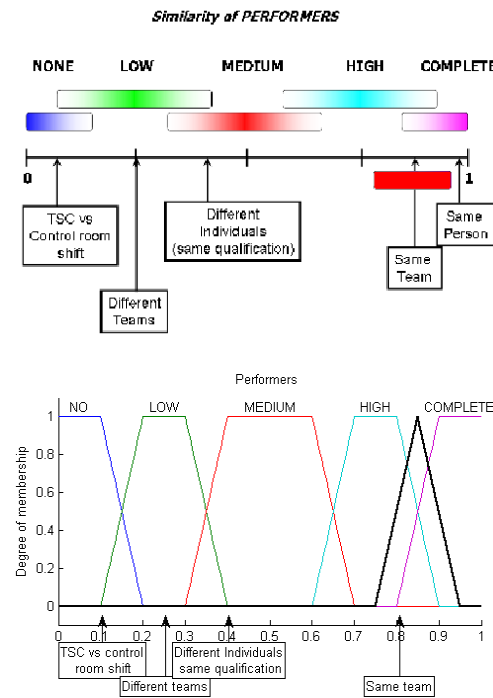 Similarity of PERFORMERS
NONE LOW MEDIUM HIGH COMPLETE
0 1
TSC vs
Control room
shift
Different
Individuals
(same qualification)
Same
Person
Same
Team
Different
Teams
Performers
NO LOW MEDIUM HIGH COMPLETE
Degree of membership
1
0.8
0.6
0.4
0.2
0
0 0.1 0.2 0.3 0.4 0.5 0.6 0.7 0.8 0.9 1
TSC vs control
room shift
Different Individuals
same qualification
Different teams
Same team